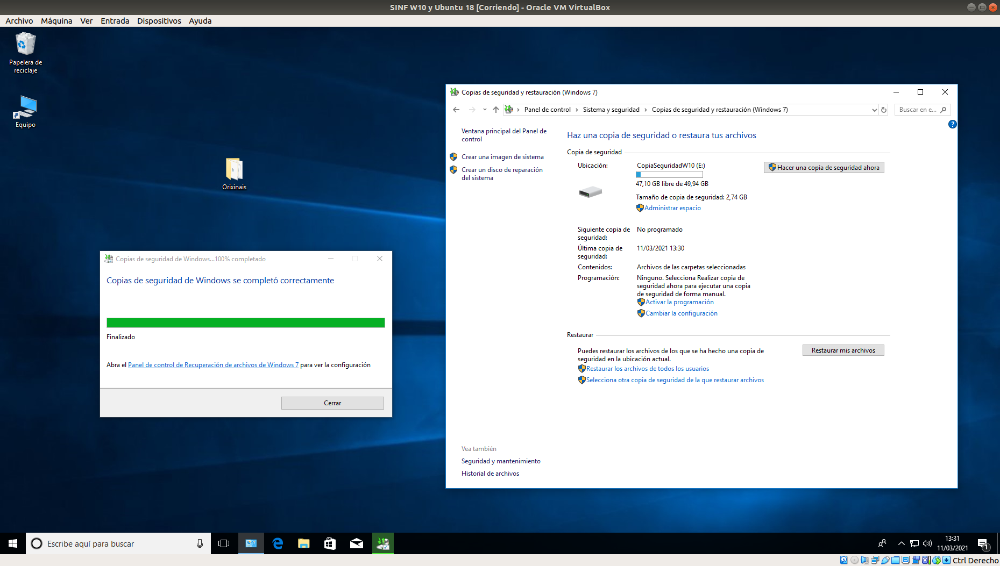 SINF W10 y Ubuntu 18 [Corriendo] - Oracle VM VirtualBox
Archivo Máquina Ver Entrada Dispositivos Ayuda
Papelera de
reciclaje
Equipo
Orixinais
Copias de seguridad de Windows...100% completado
Copias de seguridad de Windows se completó correctamente
Finalizado
Abra el Panel de control de Recuperación de archivos de Windows 7 para ver la configuración
Cerrar
Copias de seguridad y restauración (Windows 7)
Panel de control Sistema y seguridad Copias de seguridad y restauración (Windows 7)
Buscar en e...
Ventana principal del Panel de
control
Crear una imagen de sistema
Crear un disco de reparación
del sistema
Haz una copia de seguridad o restaura tus archivos
Copia de seguridad
Ubicación: CopiaSeguridadW10 (E:)
Hacer una copia de seguridad ahora
47,10 GB libre de 49,94 GB
Tamaño de copia de seguridad: 2,74 GB
Administrar espacio
Siguiente copia de
seguridad:
No programado
Última copia de
seguridad:
11/03/2021 13:30
Contenidos: Archivos de las carpetas seleccionadas
Programación: Ninguno. Selecciona Realizar copia de
seguridad ahora para ejecutar una copia
de seguridad de forma manual.
Activar la programación
Cambiar la configuración
Restaurar
Puedes restaurar los archivos de los que se ha hecho una copia de
seguridad en la ubicación actual.
Restaurar mis archivos
Restaurar los archivos de todos los usuarios
Selecciona otra copia de seguridad de la que restaurar archivos
Vea también
Seguridad y mantenimiento
Historial de archivos
Escribe aquí para buscar
13:31
11/03/2021
1
Ctrl Derecho